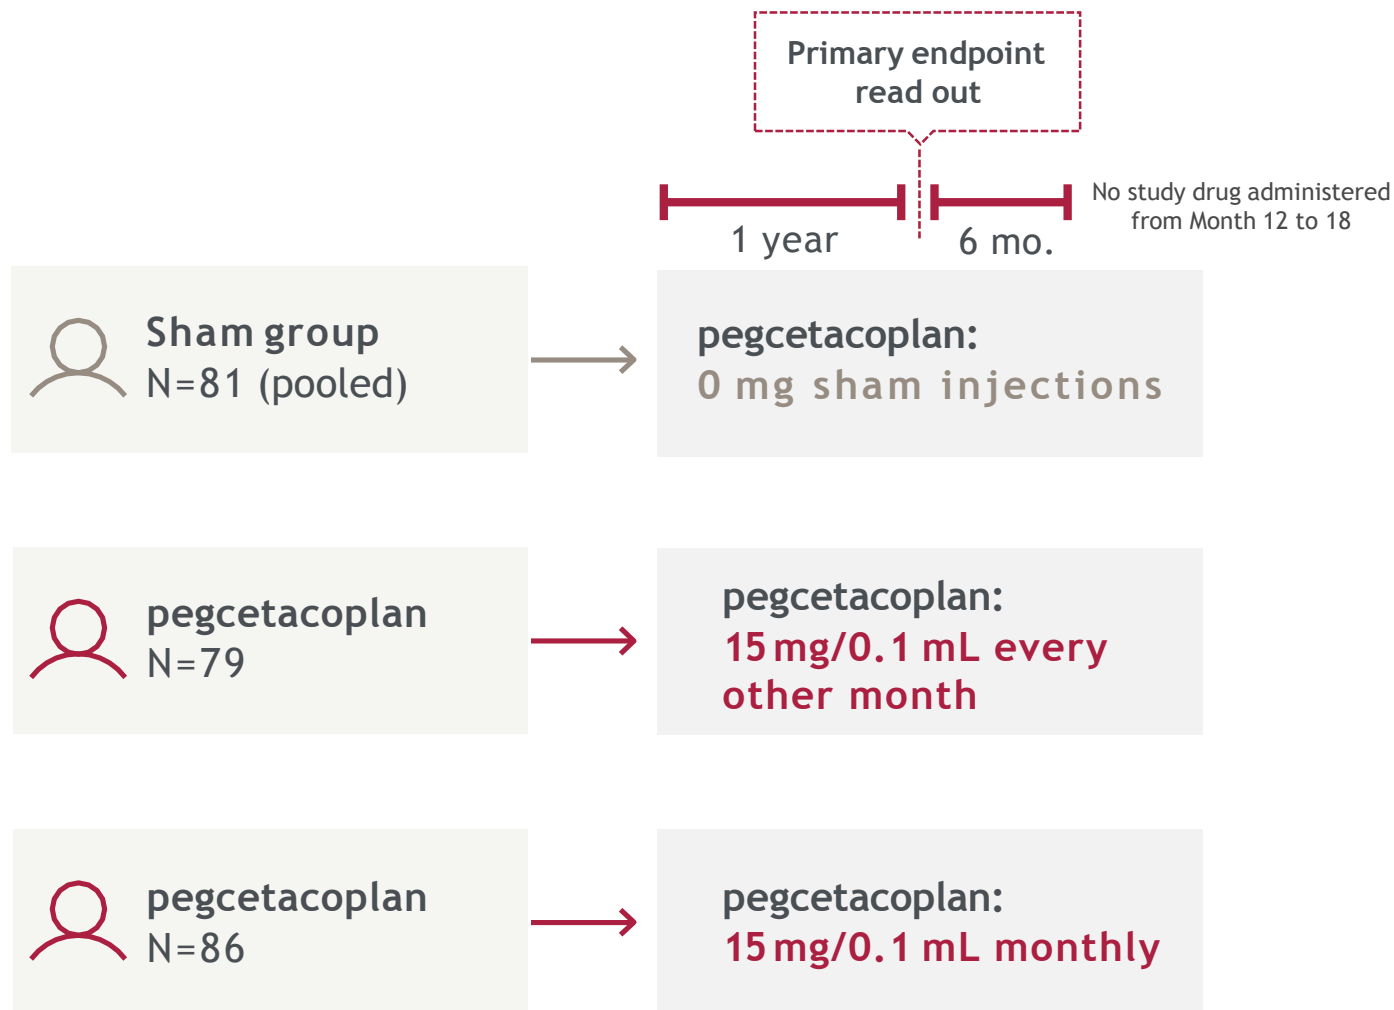 Primary endpoint
read out
No study drug administered
from Month 12 to 18
1 year
6 mo.
Sham group
N=81 (pooled)
pegcetacoplan:
0 mg sham injections
pegcetacoplan
N=79
pegcetacoplan:
15 mg/0.1 mL every
other month
pegcetacoplan
N=86
pegcetacoplan:
15 mg/0.1 mL monthly